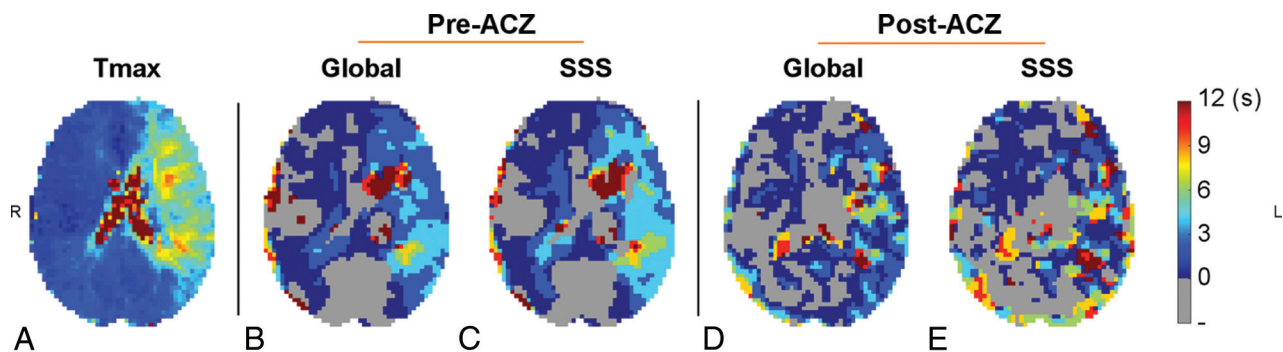 Pre-ACZ Post-ACZ
Tmax Global SSS Global SSS
12 (s)
9
6
3
0
-
R L
A B C D E